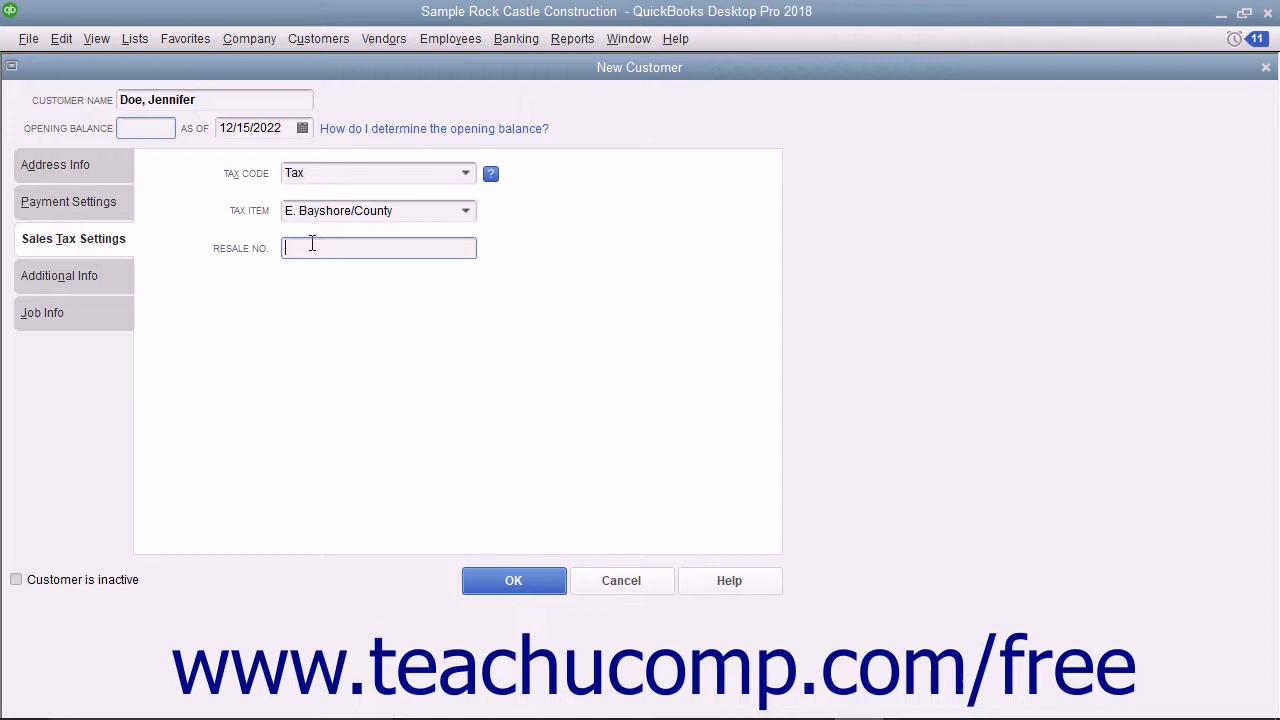 qb
Sample Rock Castle Construction - QuickBooks Desktop Pro 2018
File Edit View Lists Favorites Company Customers Vendors Employees Banking Reports Window Help 11
New Customer
CUSTOMER NAME Doe, Jennifer
OPENING BALANCE AS OF 12/15/2022 How do I determine the opening balance?
Address Info
Payment Settings
Sales Tax Settings
Additional Info
Job Info
TAX CODE Tax ?
TAX ITEM E. Bayshore/County
RESALE NO.
Customer is inactive
OK Cancel Help
www.teachucomp.com/free